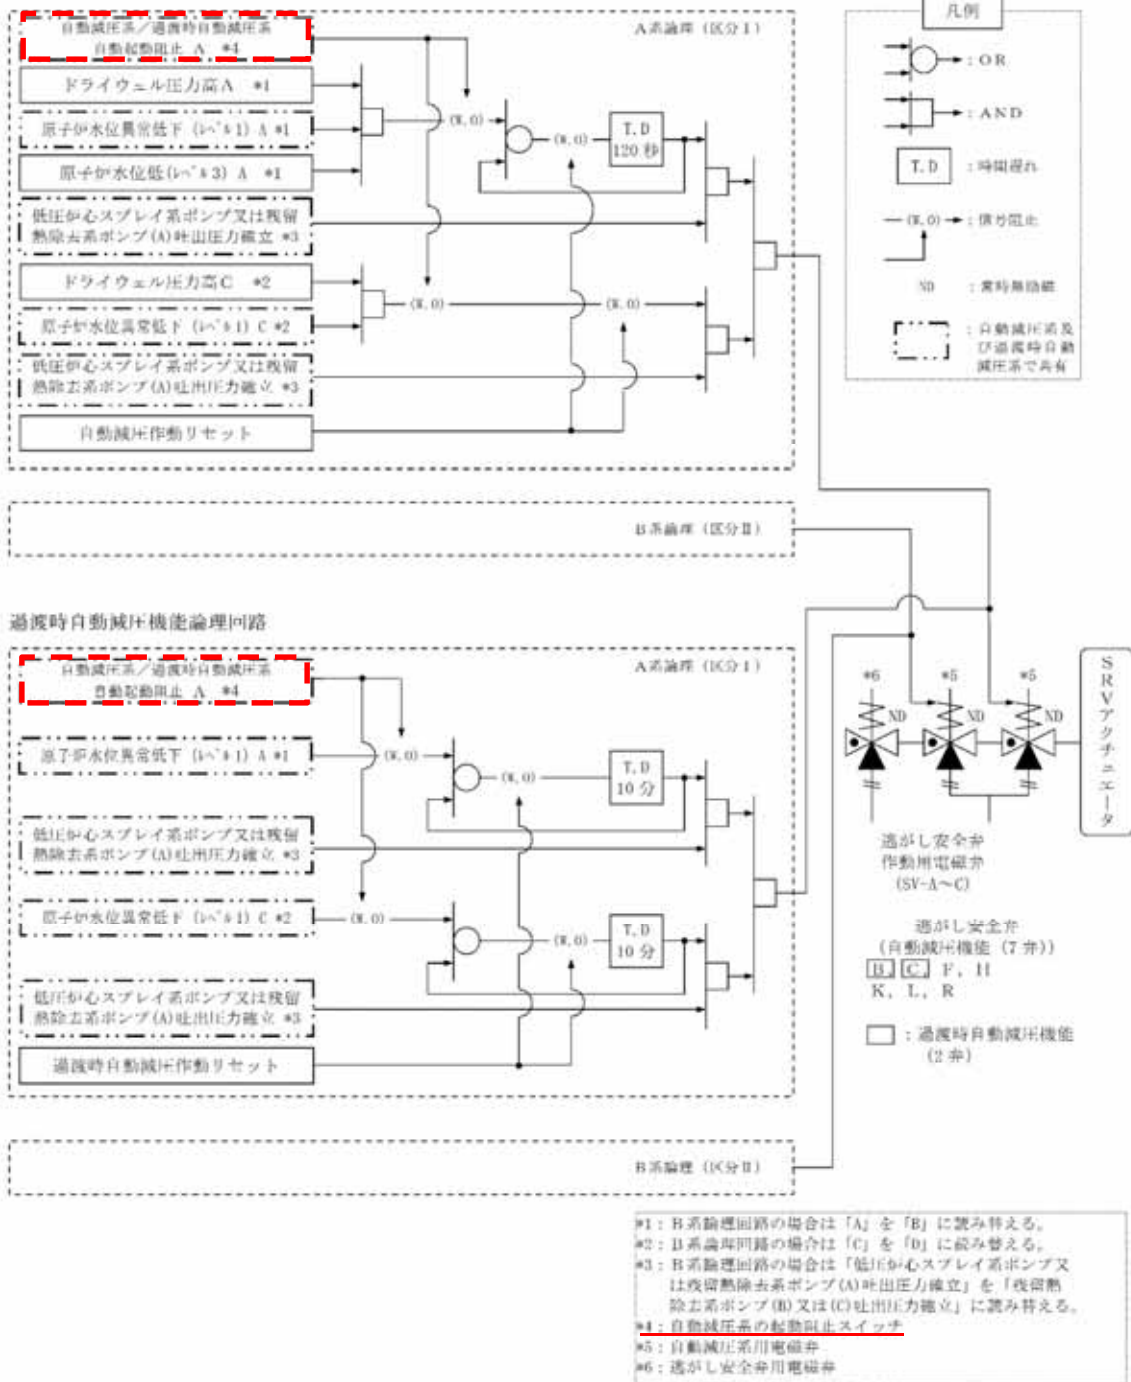 自動減圧系／過渡時自動減圧系
自動起動阻止 A *4
ドライウェル圧力高A *1
原子炉水位異常低下 (ﾚﾍﾞﾙ1) A *1
原子炉水位低(ﾚﾍﾞﾙ3) A *1
低圧炉心スプレイ系ポンプ又は残留
熱除去系ポンプ(A)吐出圧力確立 *3
ドライウェル圧力高C *2
原子炉水位異常低下 (ﾚﾍﾞﾙ1) C *2
低圧炉心スプレイ系ポンプ又は残留
熱除去系ポンプ(A)吐出圧力確立 *3
自動減圧作動リセット
A系論理（区分Ⅰ）
(W.O)
(W.O)
T.D
120秒
(W.O)
(W.O)
凡例
：OR
：AND
T.D ：時間遅れ
(W.O) ：信号阻止
ND ：常時無励磁
：自動減圧系及
び過渡時自動
減圧系で共有
B系論理（区分Ⅱ）
過渡時自動減圧機能論理回路
自動減圧系／過渡時自動減圧系
自動起動阻止 A *4
原子炉水位異常低下 (ﾚﾍﾞﾙ1) A *1
低圧炉心スプレイ系ポンプ又は残留
熱除去系ポンプ(A)吐出圧力確立 *3
原子炉水位異常低下 (ﾚﾍﾞﾙ1) C *2
低圧炉心スプレイ系ポンプ又は残留
熱除去系ポンプ(A)吐出圧力確立 *3
過渡時自動減圧作動リセット
A系論理（区分Ⅰ）
(W.O)
(W.O)
T.D
10分
(W.O)
(W.O)
T.D
10分
*6 *5 *5
ND ND ND
SRVアクチュエータ
逃がし安全弁
作動用電磁弁
(SV-A～C)
逃がし安全弁
（自動減圧機能（7弁））
B, C, F, H
K, L, R
：過渡時自動減圧機能
（2弁）
B系論理（区分Ⅱ）
*1：B系論理回路の場合は「A」を「B」に読み替える。
*2：B系論理回路の場合は「C」を「D」に読み替える。
*3：B系論理回路の場合は「低圧炉心スプレイ系ポンプ又
は残留熱除去系ポンプ(A)吐出圧力確立」を「残留熱
除去系ポンプ(B)又は(C)吐出圧力確立」に読み替える。
*4：自動減圧系の起動阻止スイッチ
*5：自動減圧系用電磁弁
*6：逃がし安全弁用電磁弁